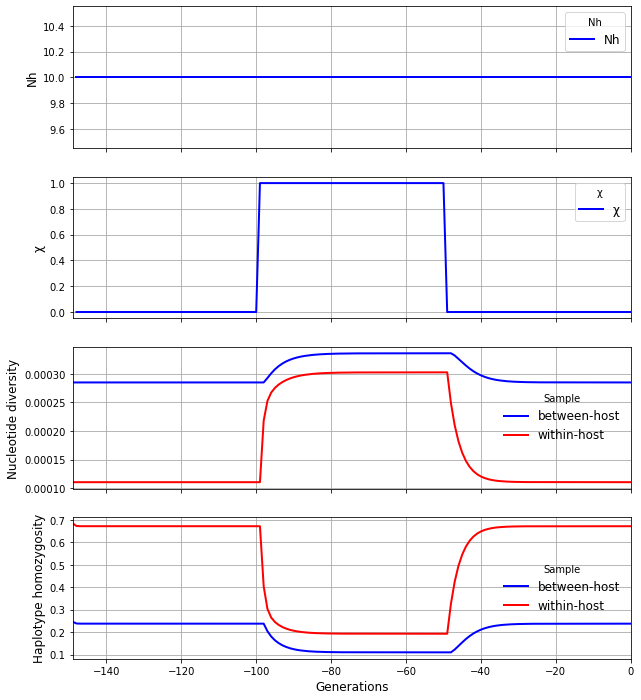 Nh
10.4
10.2
10.0
9.8
9.6
Nh
Nh
χ
1.0
0.8
0.6
0.4
0.2
0.0
χ
χ
Nucleotide diversity
0.00030
0.00025
0.00020
0.00015
0.00010
Sample
between-host
within-host
Haplotype homozygosity
0.7
0.6
0.5
0.4
0.3
0.2
0.1
Sample
between-host
within-host
−140
−120
−100
−80
−60
−40
−20
0
Generations